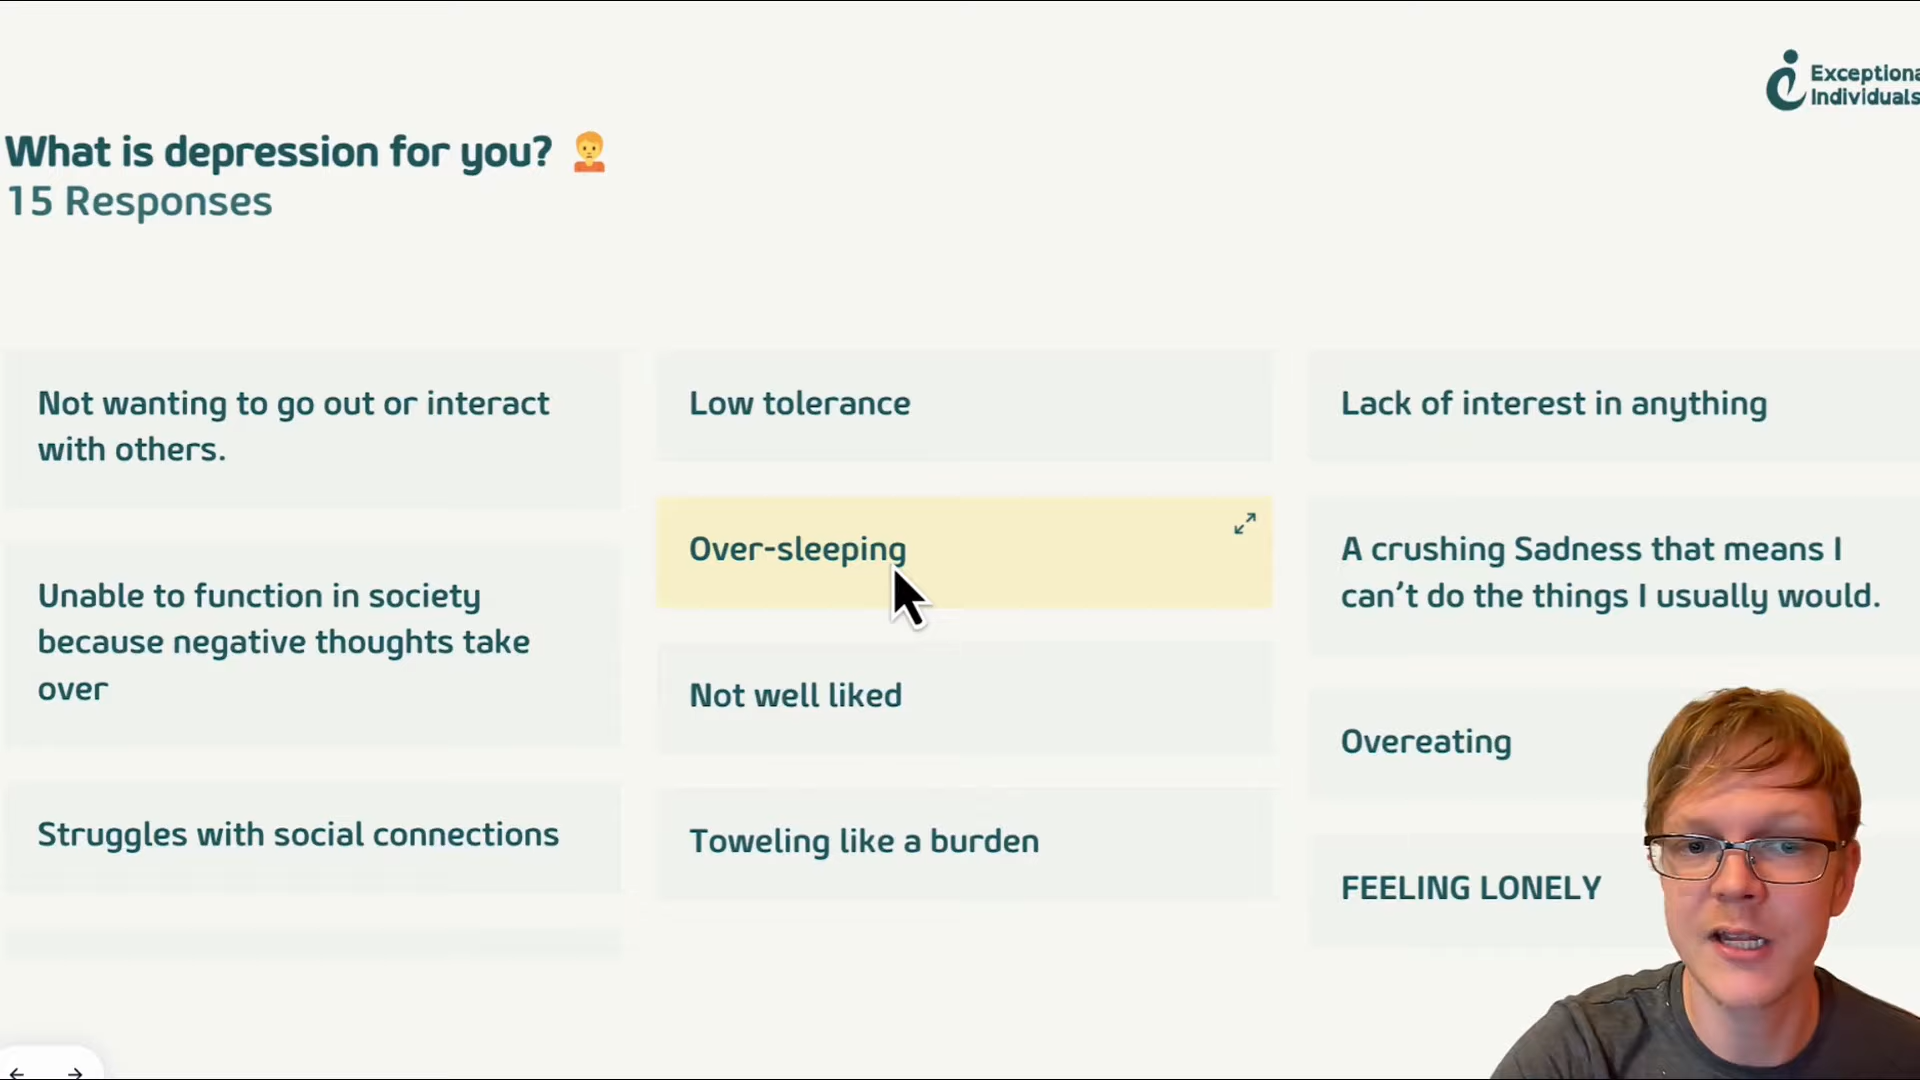 Exceptiona
Individuals
What is depression for you?
15 Responses
Not wanting to go out or interact
with others.
Unable to function in society
because negative thoughts take
over
Struggles with social connections
Low tolerance
Over-sleeping
Not well liked
Toweling like a burden
Lack of interest in anything
A crushing Sadness that means I
can’t do the things I usually would.
Overeating
FEELING LONELY